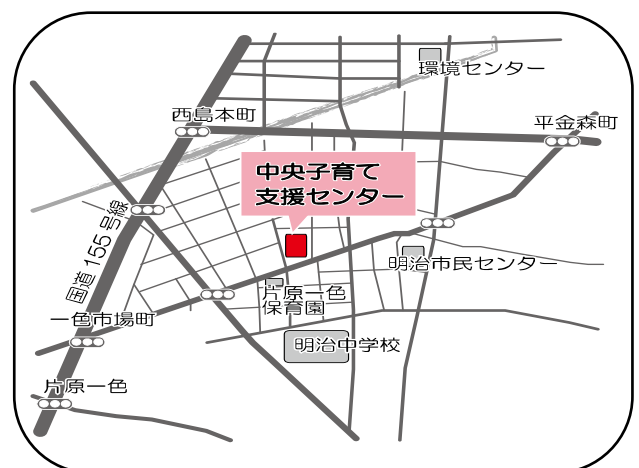 環境センター
西島本町
平金森町
中央子育て
支援センター
国道155号線
明治市民センター
片原一色
保育園
一色市場町
明治中学校
片原一色